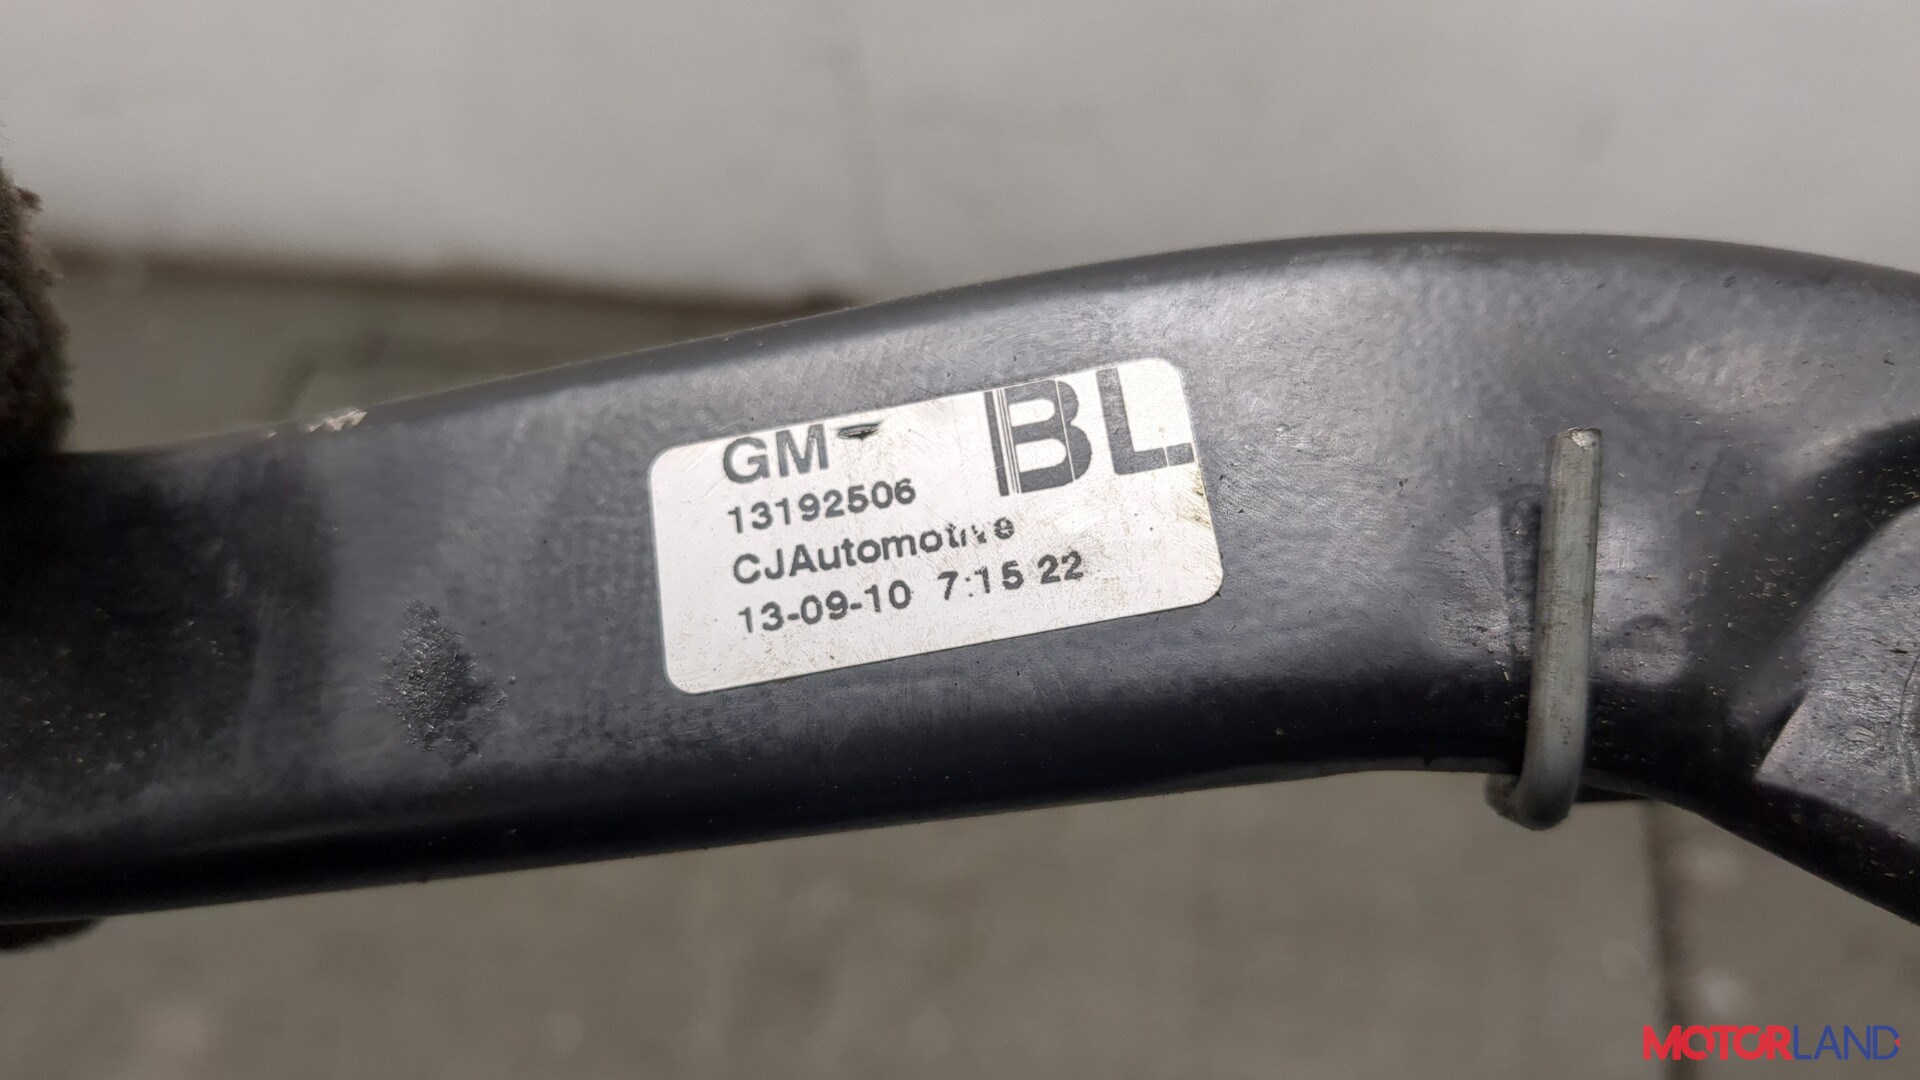 GM-
BL
13192506
CJAutomotive
13-09-10 7:15 22
MOTORLAND